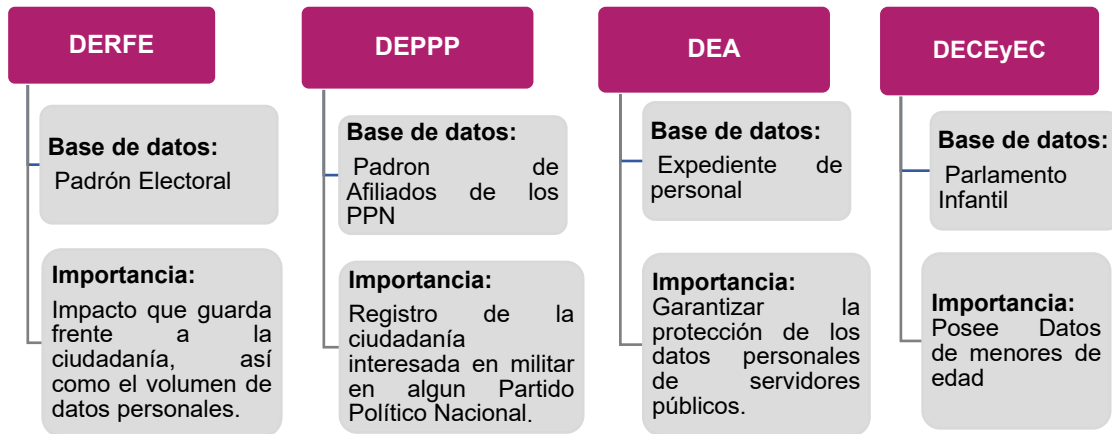 DERFE
Base de datos:
Padrón Electoral
Importancia:
Impacto que guarda
frente a la
ciudadanía, así
como el volumen de
datos personales.
DEPPP
Base de datos:
Padron de
Afiliados de los
PPN
Importancia:
Registro de la
ciudadanía
interesada en militar
en algun Partido
Político Nacional.
DEA
Base de datos:
Expediente de
personal
Importancia:
Garantizar la
protección de los
datos personales
de servidores
públicos.
DECEyEC
Base de datos:
Parlamento
Infantil
Importancia:
Posee Datos
de menores de
edad